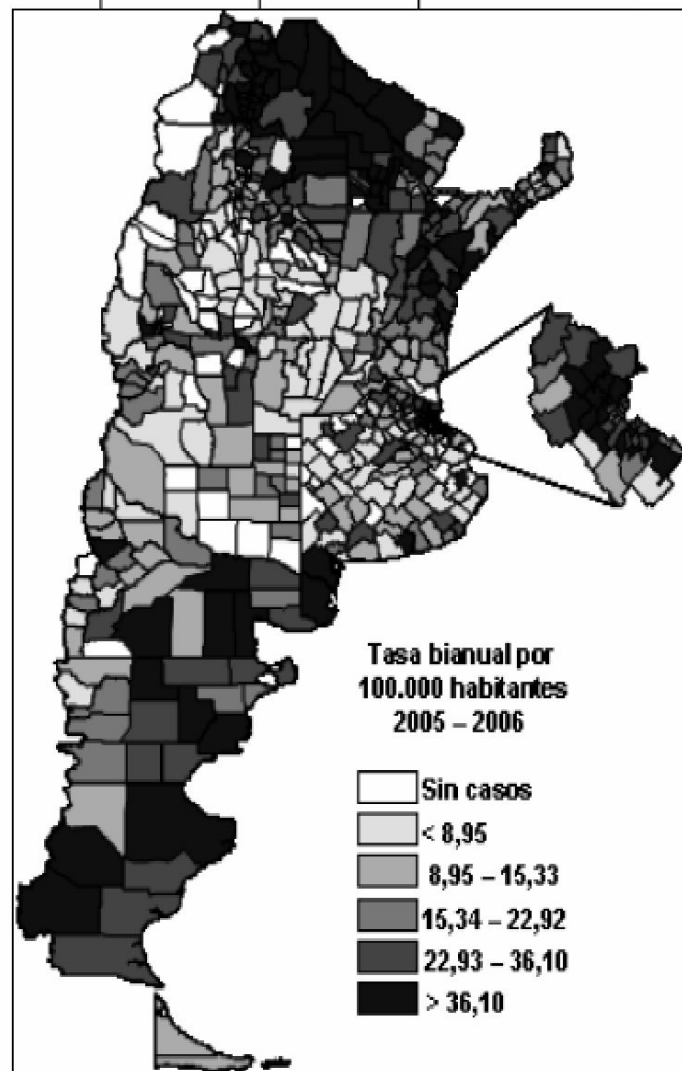 Tasa bianual por
100.000 habitantes
2005 – 2006
Sin casos
< 8,95
8,95 – 15,33
15,34 – 22,92
22,93 – 36,10
> 36,10